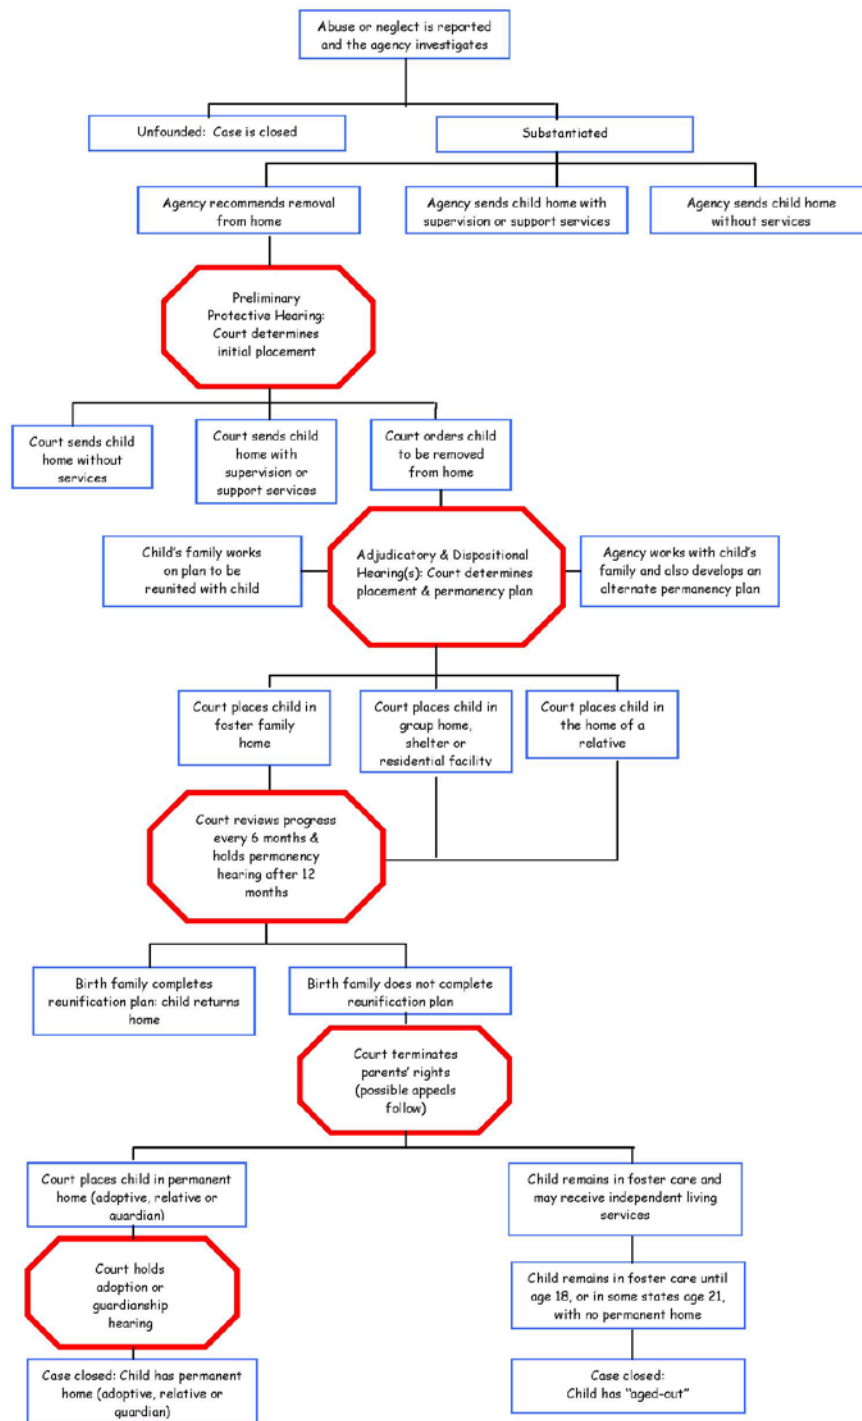 Abuse or neglect is reported
and the agency investigates
Unfounded: Case is closed
Substantiated
Agency recommends removal
from home
Agency sends child home with
supervision or support services
Agency sends child home
without services
Preliminary
Protective Hearing:
Court determines
initial placement
Court sends child
home without
services
Court sends child
home with
supervision or
support services
Court orders child
to be removed
from home
Child's family works
on plan to be
reunited with child
Adjudicatory & Dispositional
Hearing(s): Court determines
placement & permanency plan
Agency works with child's
family and also develops an
alternate permanency plan
Court places child in
foster family
home
Court places child in
group home,
shelter or
residential facility
Court places child in
the home of a
relative
Court reviews progress
every 6 months &
holds permanency
hearing after 12
months
Birth family completes
reunification plan: child returns
home
Birth family does not complete
reunification plan
Court terminates
parents' rights
(possible appeals
follow)
Court places child in permanent
home (adoptive, relative or
guardian)
Child remains in foster care and
may receive independent living
services
Court holds
adoption or
guardianship
hearing
Child remains in foster care until
age 18, or in some states age 21,
with no permanent home
Case closed: Child has permanent
home (adoptive, relative or
guardian)
Case closed:
Child has "aged-out"